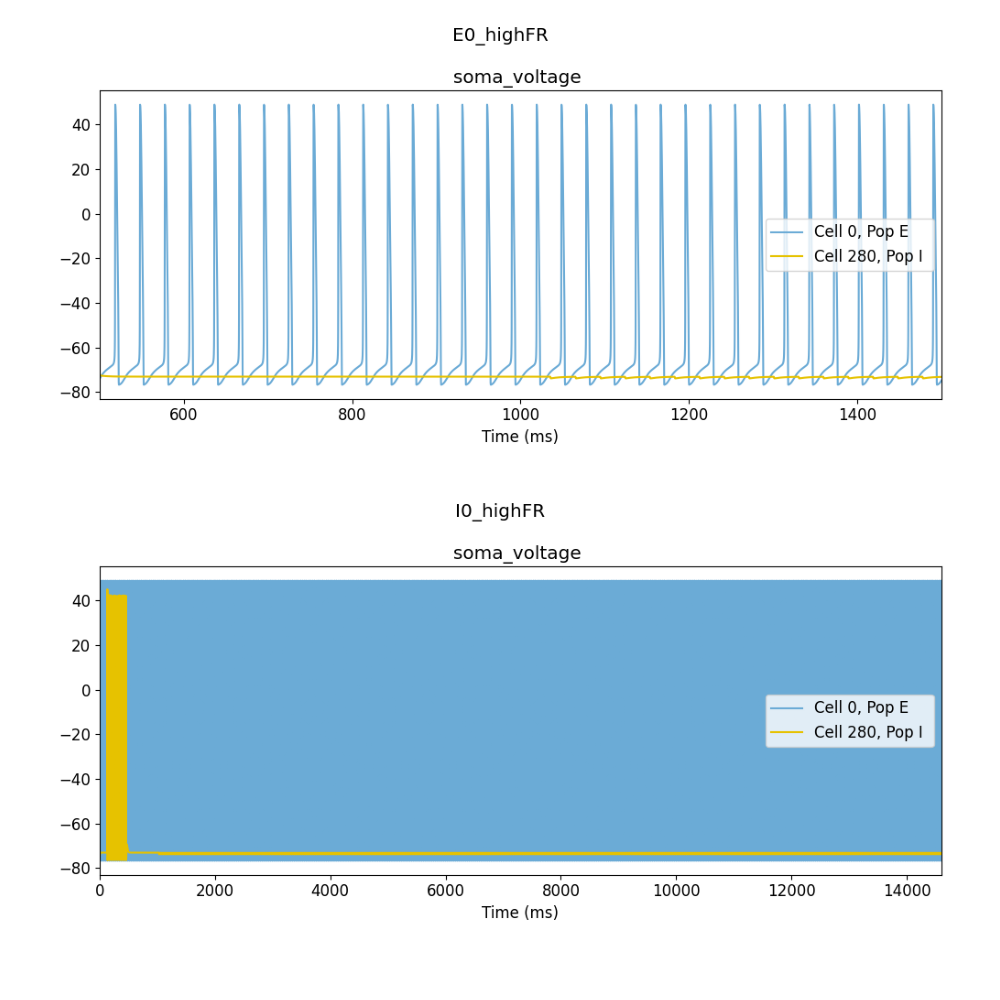 E0_highFR
soma_voltage
40
20
0
−20
−40
−60
−80
Cell 0, Pop E
Cell 280, Pop I
600 800 1000 1200 1400
Time (ms)
I0_highFR
soma_voltage
40
20
0
−20
−40
−60
−80
Cell 0, Pop E
Cell 280, Pop I
0 2000 4000 6000 8000 10000 12000 14000
Time (ms)